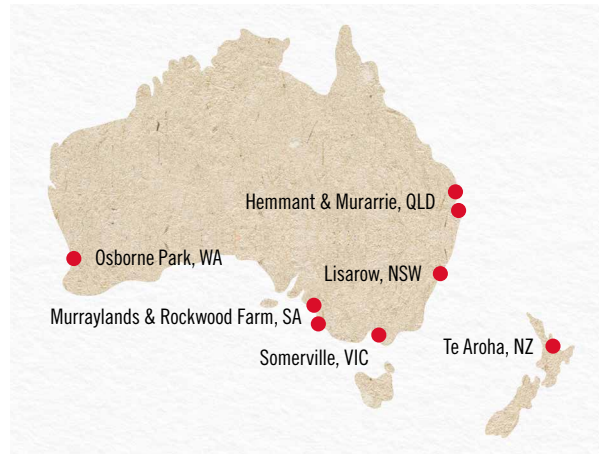 Hemmant & Murarrie, QLD
Osborne Park, WA
Lisarow, NSW
Murraylands & Rockwood Farm, SA
Somerville, VIC
Te Aroha, NZ